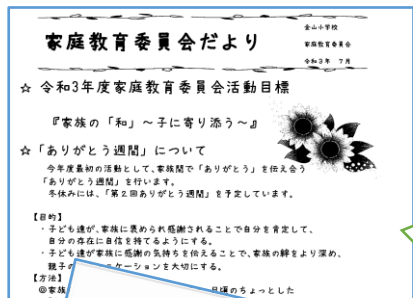 家庭教育委員会だより
金山小学校
家庭教育委員会
令和3年 7月
☆ 令和3年度家庭教育委員会活動目標
『家族の「和」～子に寄り添う～』
☆「ありがとう週間」について
今年度最初の活動として、家族間で「ありがとう」を伝え合う
「ありがとう週間」を行います。
冬休みには、「第2回ありがとう週間」を予定しています。
【目的】
・子ども達が、家族に褒められ感謝されることで自分を肯定して、
自分の存在に自信を持てるようにする。
・子ども達が家族に感謝の気持ちを伝えることで、家族の絆をより深め、
親子の コミュニケーションを大切にする。
【方法】
◎家族 日頃のちょっとした